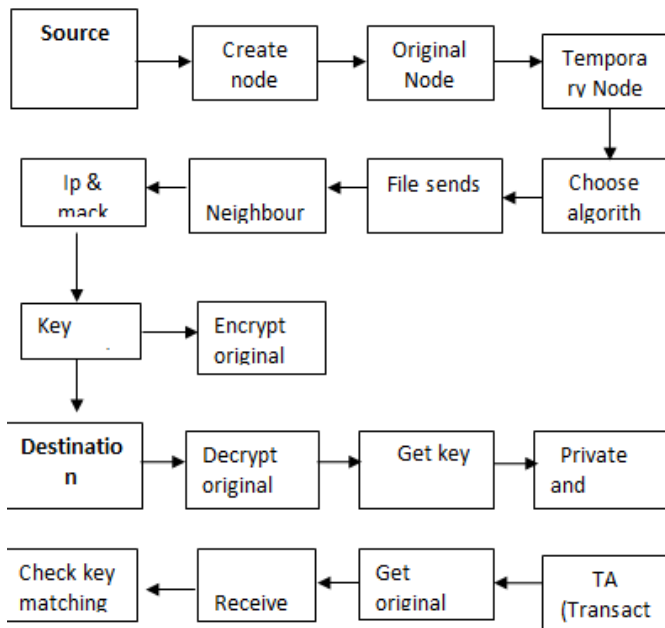 Source
Create
node
Original
Node
Tempora
ry Node
Choose
algorith
File sends
Neighbour
Ip &
mack
Key
Encrypt
original
Destinatio
n
Decrypt
original
Get key
Private
and
TA
(Transact
Get
original
Receive
Check key
matching